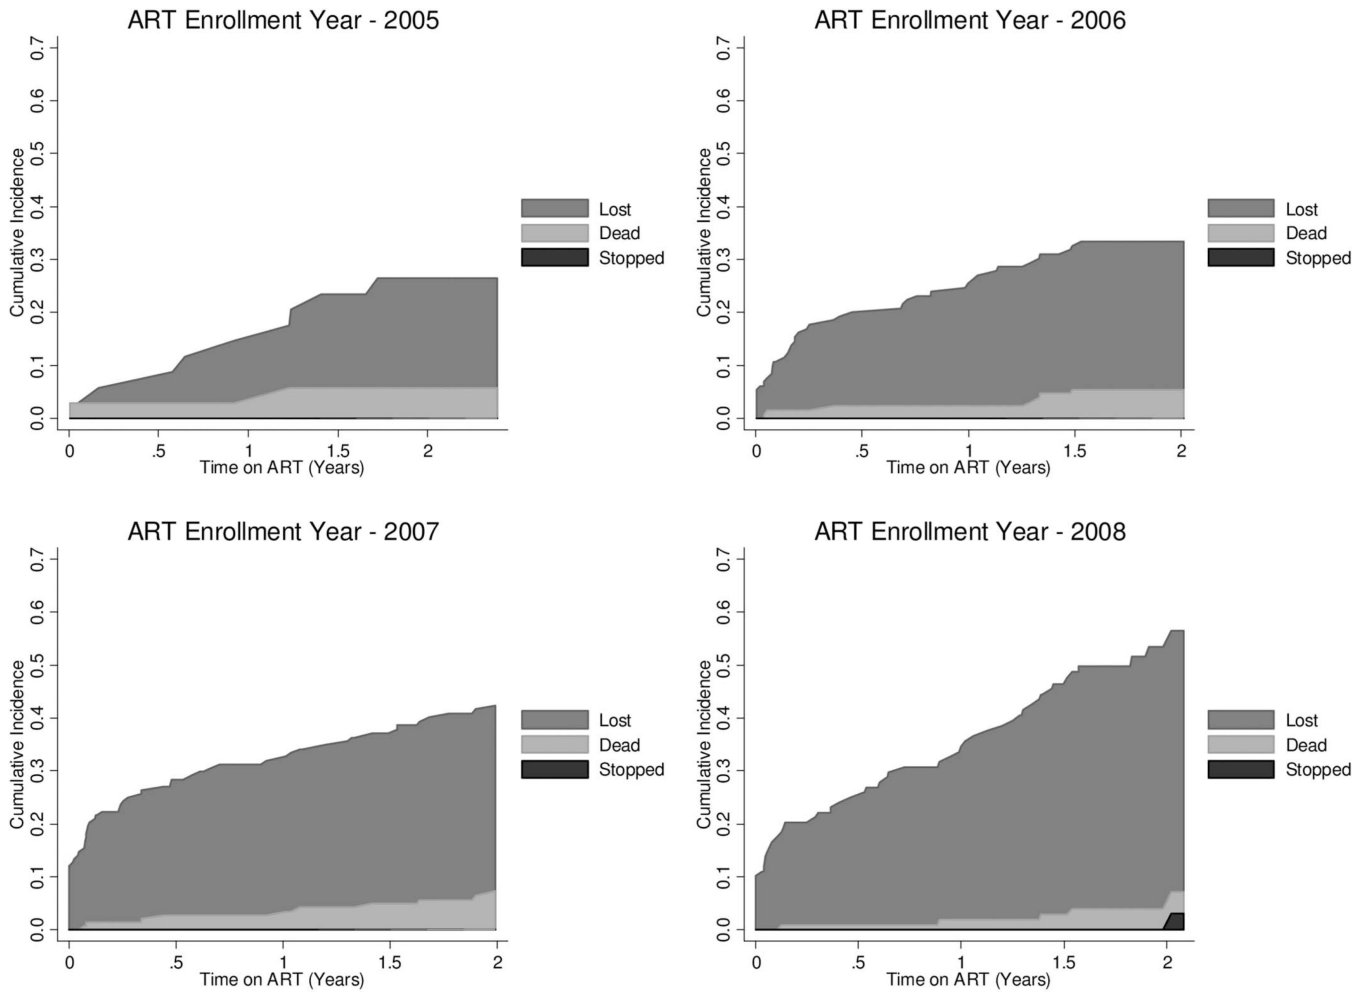 ART Enrollment Year - 2005
Cumulative Incidence
0.7
0.6
0.5
0.4
0.3
0.2
0.1
0.0
0 .5 1 1.5 2
Time on ART (Years)
Lost
Dead
Stopped
ART Enrollment Year - 2006
Cumulative Incidence
0.7
0.6
0.5
0.4
0.3
0.2
0.1
0.0
0 .5 1 1.5 2
Time on ART (Years)
Lost
Dead
Stopped
ART Enrollment Year - 2007
Cumulative Incidence
0.7
0.6
0.5
0.4
0.3
0.2
0.1
0.0
0 .5 1 1.5 2
Time on ART (Years)
Lost
Dead
Stopped
ART Enrollment Year - 2008
Cumulative Incidence
0.7
0.6
0.5
0.4
0.3
0.2
0.1
0.0
0 .5 1 1.5 2
Time on ART (Years)
Lost
Dead
Stopped